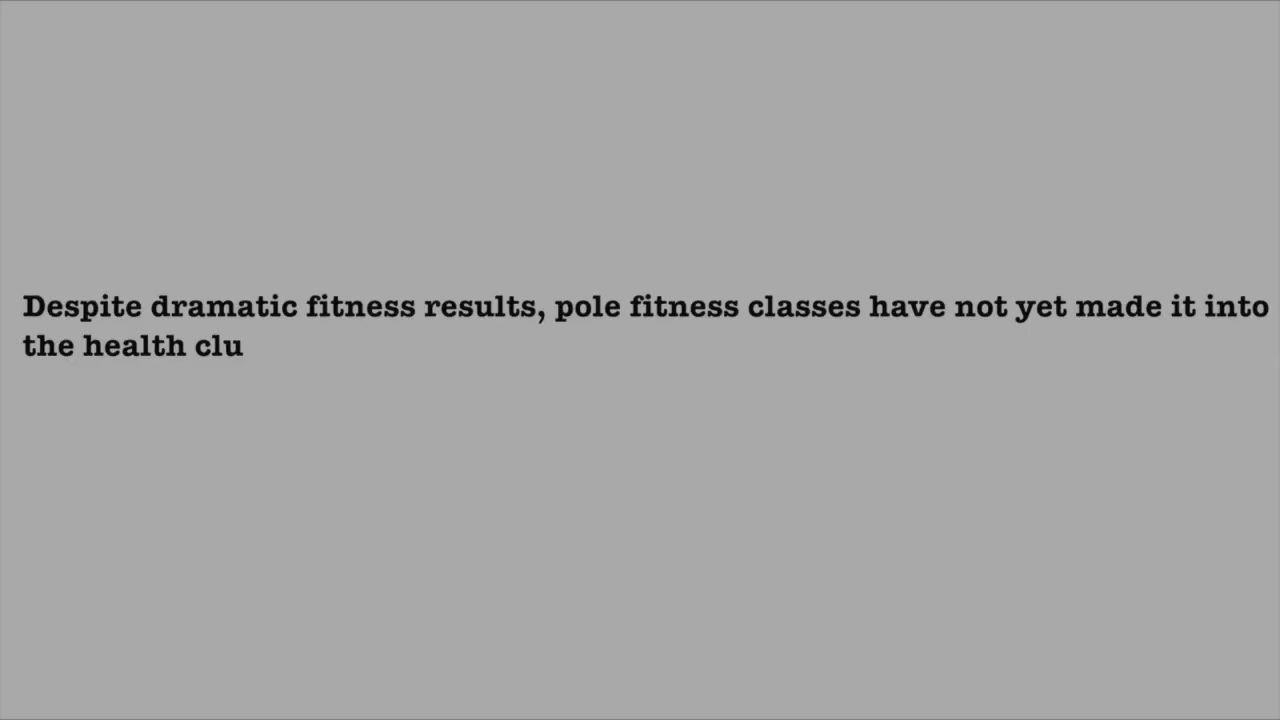 Despite dramatic fitness results, pole fitness classes have not yet made it into
the health clu